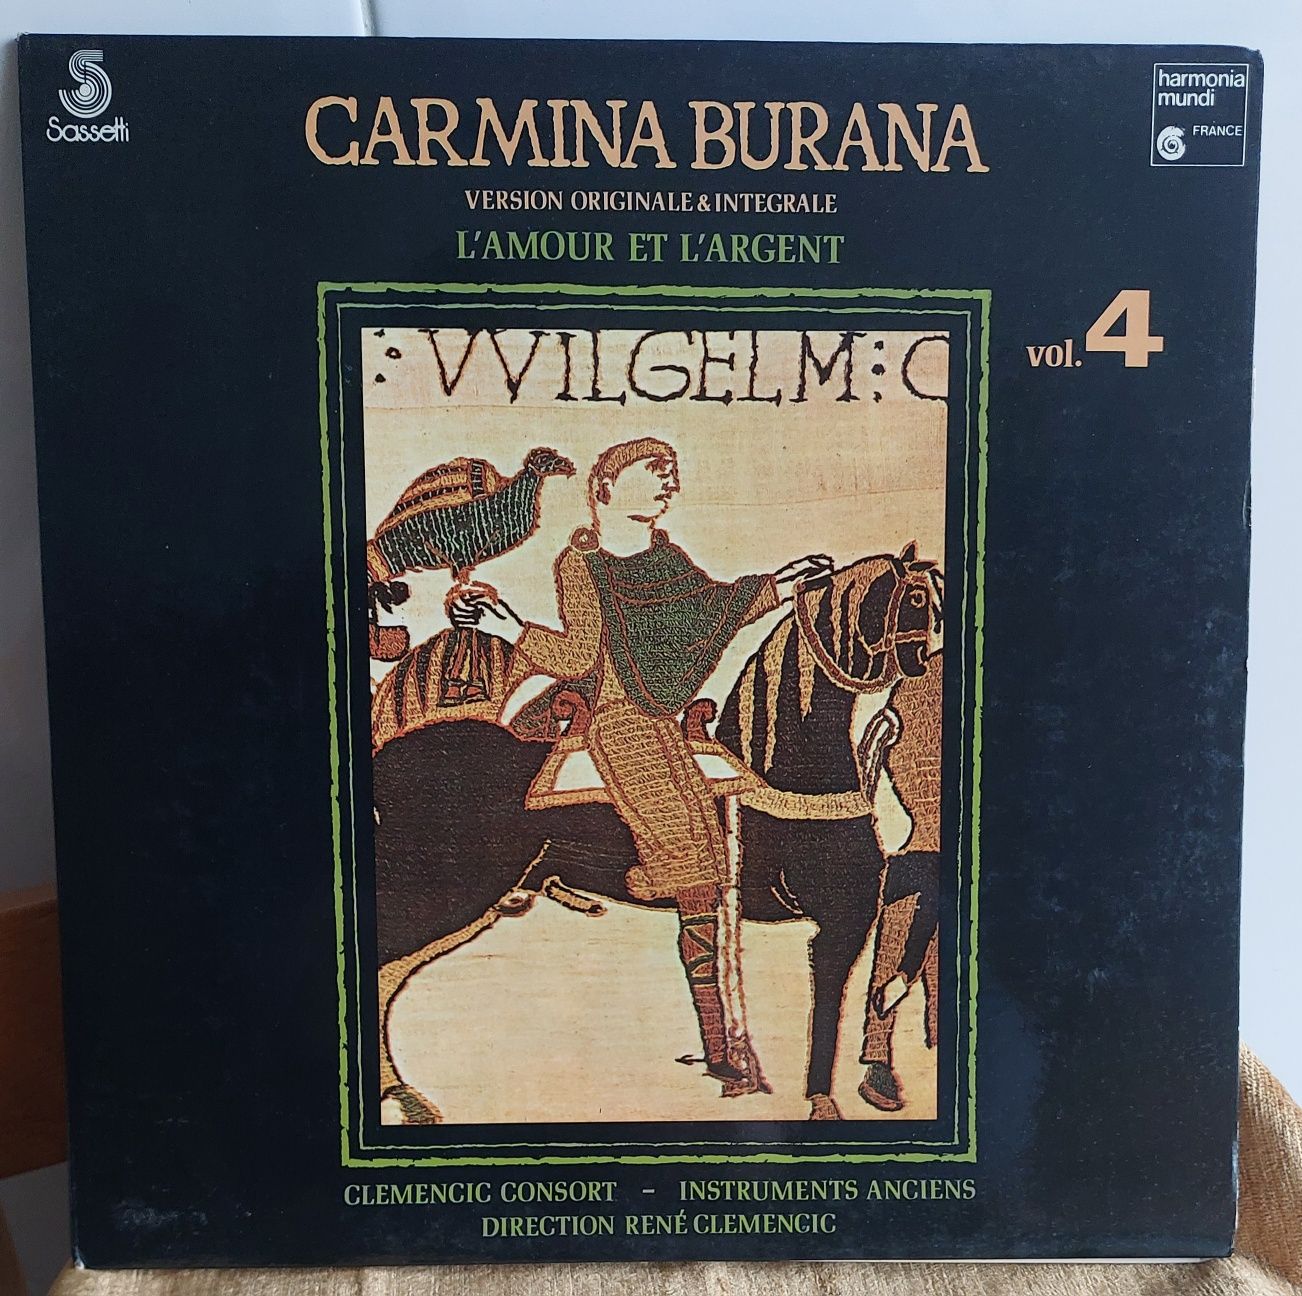 Sassetti
harmonia
mundi
FRANCE
CARMINA BURANA
VERSION ORIGINALE & INTEGRALE
L'AMOUR ET L'ARGENT
vol. 4
: VVILGELM : C
CLEMENCIC CONSORT – INSTRUMENTS ANCIENS
DIRECTION RENÉ CLEMENCIC